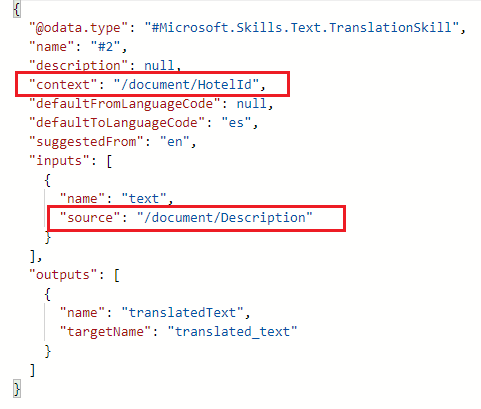 {
"@odata.type": "#Microsoft.Skills.Text.TranslationSkill",
"name": "#2",
"description": null,
"context": "/document/HotelId",
"defaultFromLanguageCode": null,
"defaultToLanguageCode": "es",
"suggestedFrom": "en",
"inputs": [
{
"name": "text",
"source": "/document/Description"
}
],
"outputs": [
{
"name": "translatedText",
"targetName": "translated_text"
}
]
}